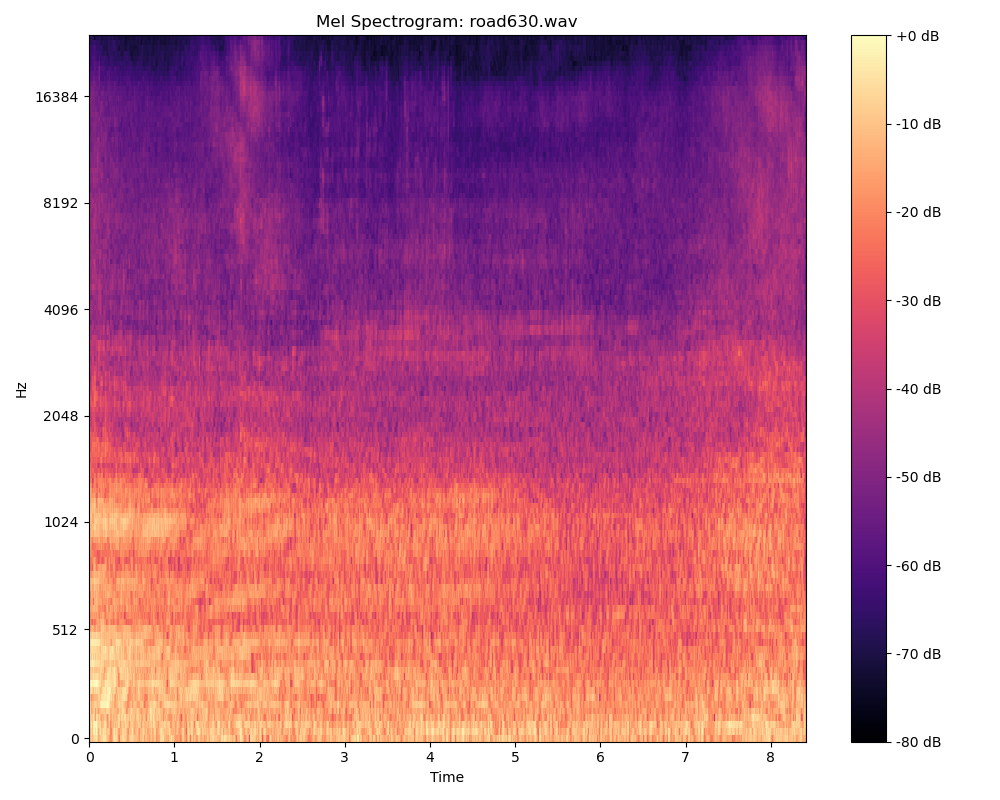 Mel Spectrogram: road630.wav
Hz
16384
8192
4096
2048
1024
512
0
0 1 2 3 4 5 6 7 8
Time
+0 dB
-10 dB
-20 dB
-30 dB
-40 dB
-50 dB
-60 dB
-70 dB
-80 dB